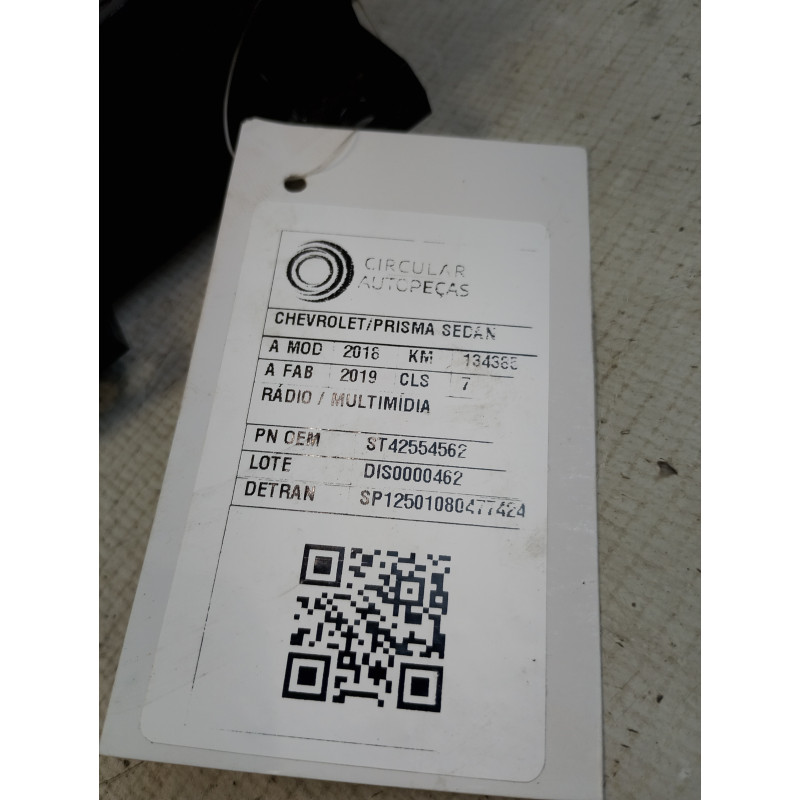 CIRCULAR
AUTOPEÇAS
CHEVROLET/PRISMA SEDAN
A MOD 2018 KM
A FAB 2019 CLS 7
RÁDIO / MULTIMÍDIA
PN OEM ST42554562
LOTE DIS0000462
DETRAN SP12501080477424